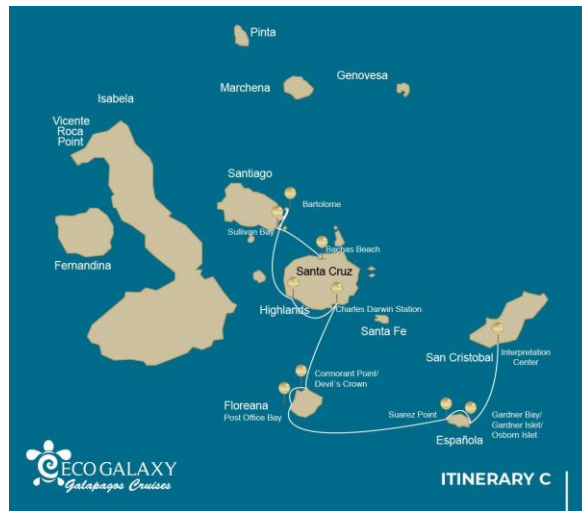 Pinta
Genovesa
Marchena
Isabela
Vicente
Roca
Point
Santiago
Bartolome
Sullivan Bay
Bachas Beach
Santa Cruz
Fernandina
Highlands
Charles Darwin Station
Santa Fe
San Cristobal
Interpretation
Center
Cormorant Point/
Devil´s Crown
Floreana
Post Office Bay
Suarez Point
Gardner Bay/
Gardner Islet/
Osborn Islet
Española
ECOGALAXY
Galapagos Cruises
ITINERARY C